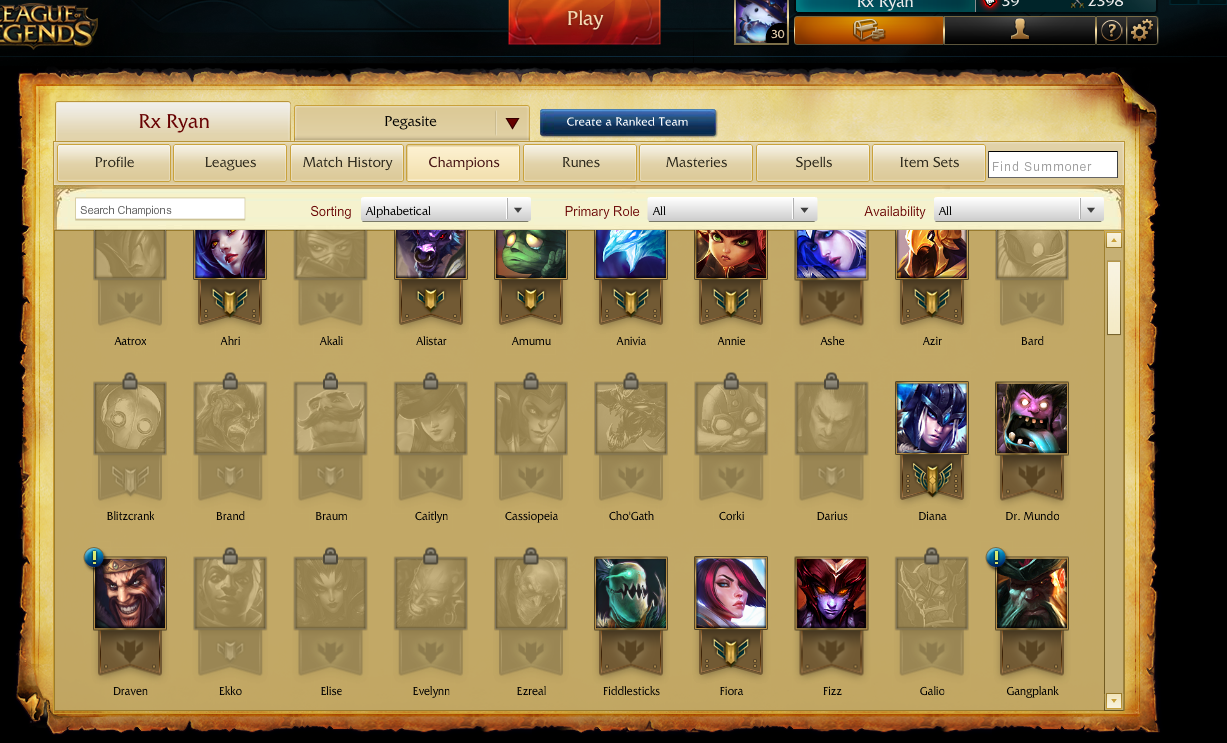 LEAGUE OF
LEGENDS
Play
30
Rx Ryan
39
2398
?
Rx Ryan
Pegasite
Create a Ranked Team
Profile
Leagues
Match History
Champions
Runes
Masteries
Spells
Item Sets
Find Summoner
Search Champions
Sorting
Alphabetical
Primary Role
All
Availability
All
Aatrox
Ahri
Akali
Alistar
Amumu
Anivia
Annie
Ashe
Azir
Bard
Blitzcrank
Brand
Braum
Caitlyn
Cassiopeia
Cho'Gath
Corki
Darius
Diana
Dr. Mundo
!
!
Draven
Ekko
Elise
Evelynn
Ezreal
Fiddlesticks
Fiora
Fizz
Galio
Gangplank